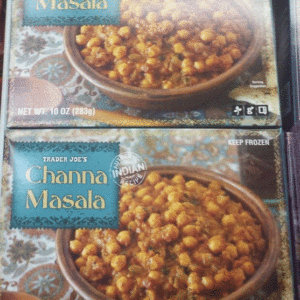 Masala
NET WT. 10 OZ (283g)
KEEP FROZEN
TRADER JOE'S
Channa
Masala
INDIAN